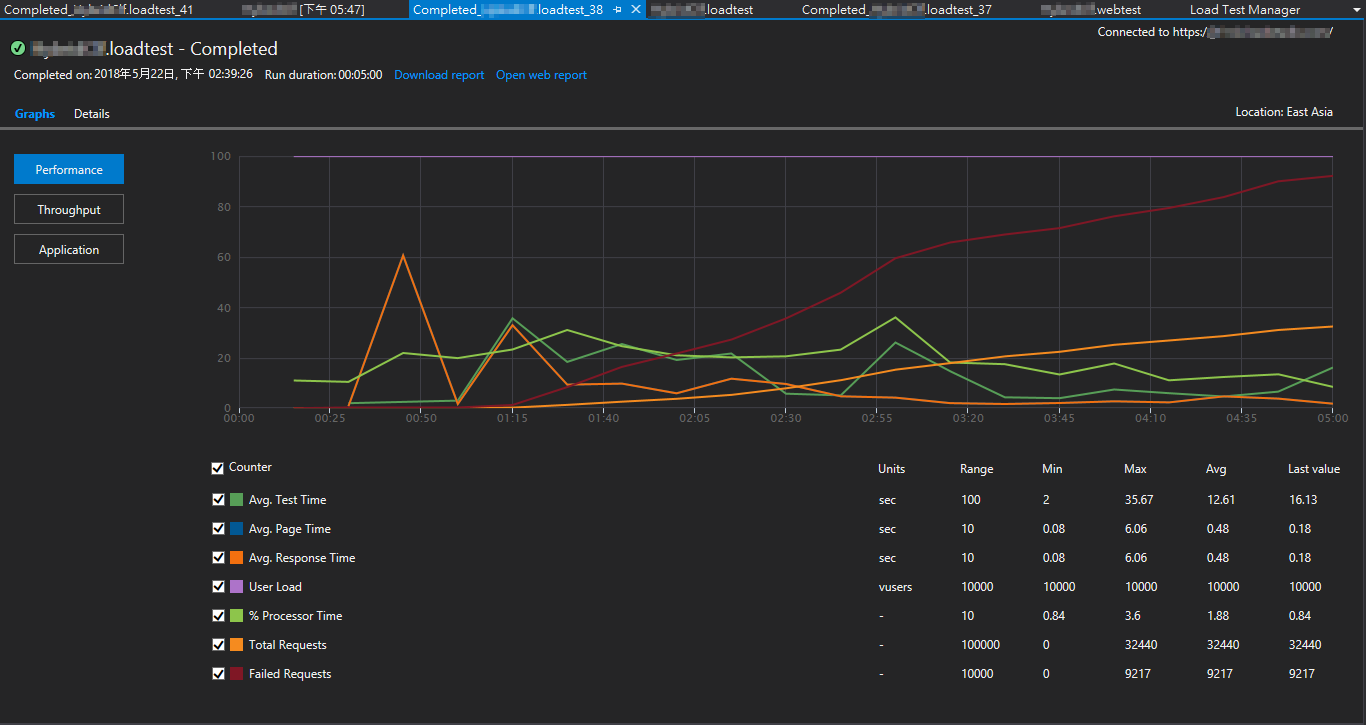 Completed_ .loadtest_41 [下午 05:47] Completed_ .loadtest_38 .loadtest Completed_ .loadtest_37 .webtest Load Test Manager
Connected to https:/ /
.loadtest - Completed
Completed on: 2018年5月22日, 下午 02:39:26 Run duration: 00:05:00 Download report Open web report
Graphs Details Location: East Asia
Performance
Throughput
Application
100
80
60
40
20
0
00:00 00:25 00:50 01:15 01:40 02:05 02:30 02:55 03:20 03:45 04:10 04:35 05:00
Counter Units Range Min Max Avg Last value
Avg. Test Time sec 100 2 35.67 12.61 16.13
Avg. Page Time sec 10 0.08 6.06 0.48 0.18
Avg. Response Time sec 10 0.08 6.06 0.48 0.18
User Load vusers 10000 10000 10000 10000 10000
% Processor Time - 10 0.84 3.6 1.88 0.84
Total Requests - 100000 0 32440 32440 32440
Failed Requests - 10000 0 9217 9217 9217